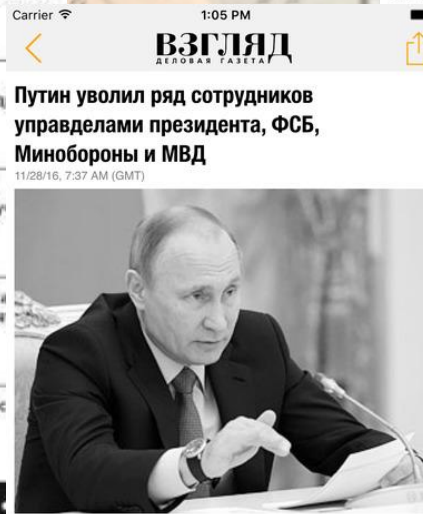 Carrier
1:05 PM
ВЗГЛЯД
ДЕЛОВАЯ ГАЗЕТА
Путин уволил ряд сотрудников
управделами президента, ФСБ,
Минобороны и МВД
11/28/16, 7:37 AM (GMT)